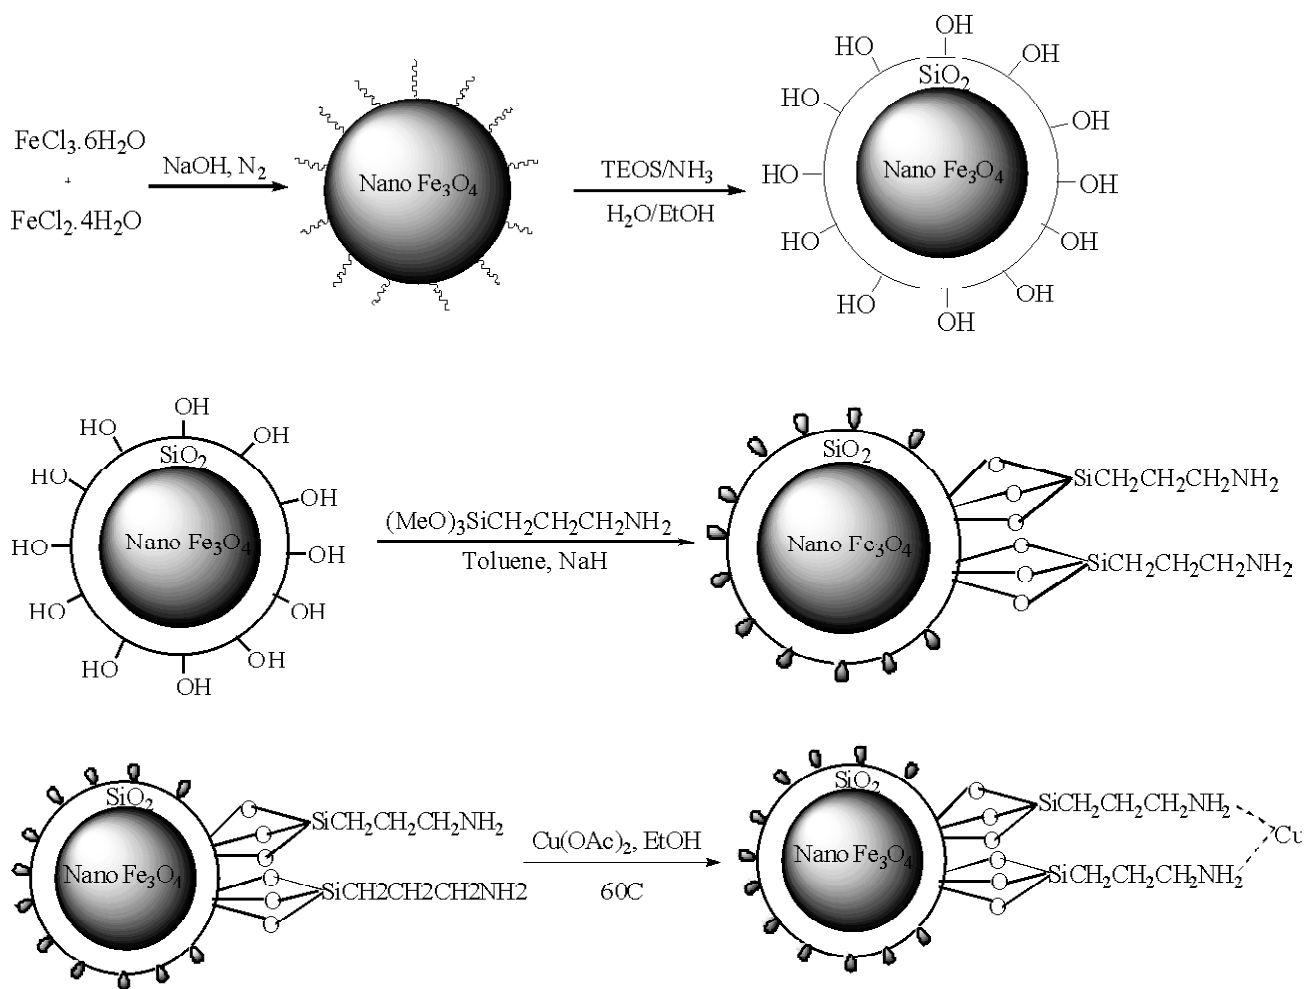 FeCl3.6H2O
+
FeCl2.4H2O
NaOH, N2
Nano Fe3O4
TEOS/NH3
H2O/EtOH
OH
HO
OH
SiO2
HO
OH
Nano Fe3O4
HO
OH
HO
OH
HO
OH
OH
OH
HO
OH
SiO2
HO
OH
Nano Fe3O4
HO
OH
HO
OH
HO
OH
OH
(MeO)3SiCH2CH2CH2NH2
Toluene, NaH
SiO2
Nano Fe3O4
O
O
O
SiCH2CH2CH2NH2
O
O
O
SiCH2CH2CH2NH2
SiO2
Nano Fe3O4
O
O
O
SiCH2CH2CH2NH2
O
O
O
SiCH2CH2CH2NH2
Cu(OAc)2, EtOH
60C
SiO2
Nano Fe3O4
O
O
O
SiCH2CH2CH2NH2
O
O
O
SiCH2CH2CH2NH2
Cu